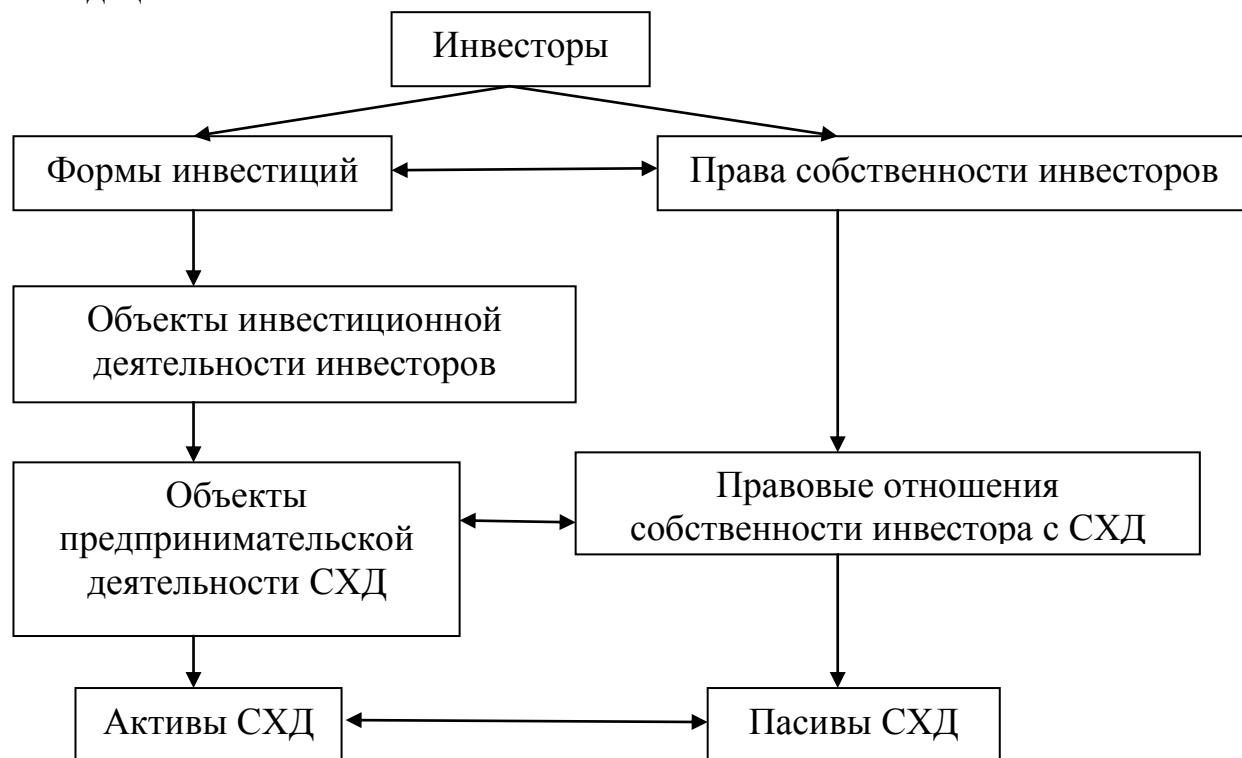 Инвесторы
Формы инвестиций
Права собственности инвесторов
Объекты инвестиционной
деятельности инвесторов
Объекты
предпринимательской
деятельности СХД
Правовые отношения
собственности инвестора с СХД
Активы СХД
Пасивы СХД